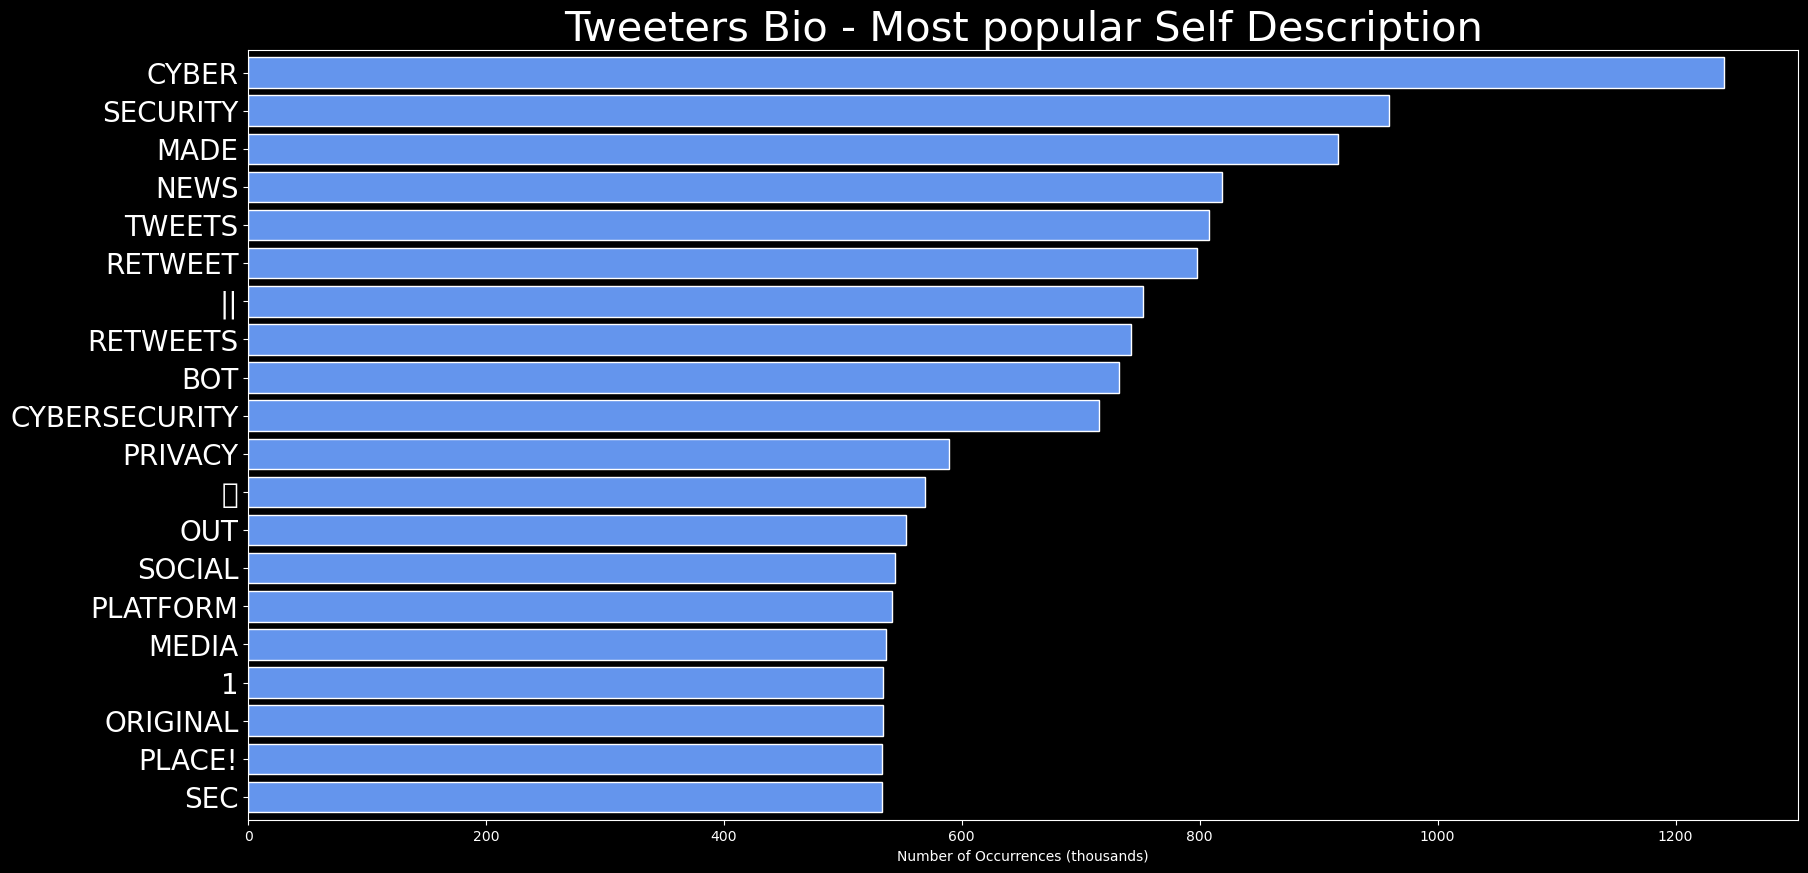 Tweeters Bio - Most popular Self Description
CYBER
SECURITY
MADE
NEWS
TWEETS
RETWEET
||
RETWEETS
BOT
CYBERSECURITY
PRIVACY
OUT
SOCIAL
PLATFORM
MEDIA
1
ORIGINAL
PLACE!
SEC
0 200 400 600 800 1000 1200
Number of Occurrences (thousands)